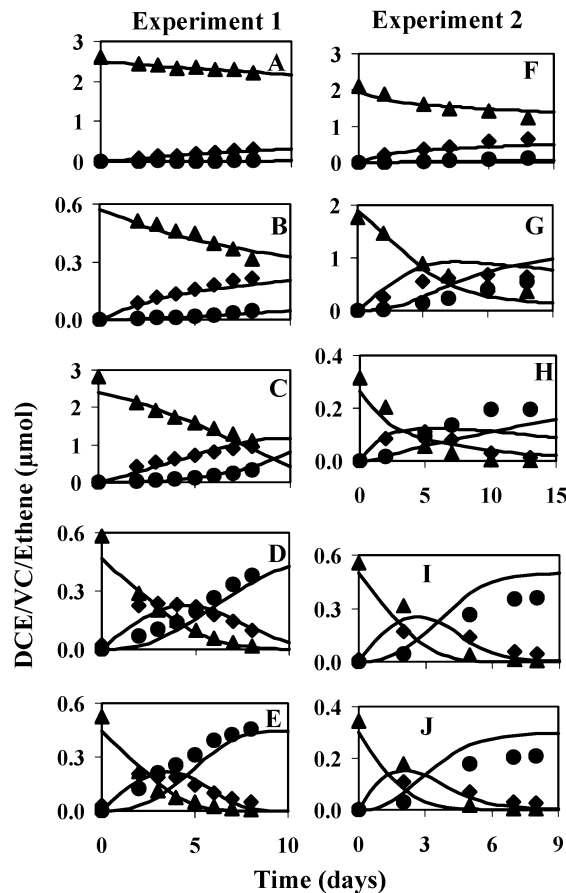 Experiment 1
Experiment 2
DCE/VC/Ethene (µmol)
3
2
1
0
A
3
2
1
0
F
0.6
0.3
0.0
B
2
1
0
G
3
2
1
0
C
0.4
0.2
0.0
H
0 5 10 15
0.6
0.3
0.0
D
0.6
0.3
0.0
I
0.6
0.3
0.0
E
0.4
0.2
0.0
J
0 5 10
0 3 6 9
Time (days)